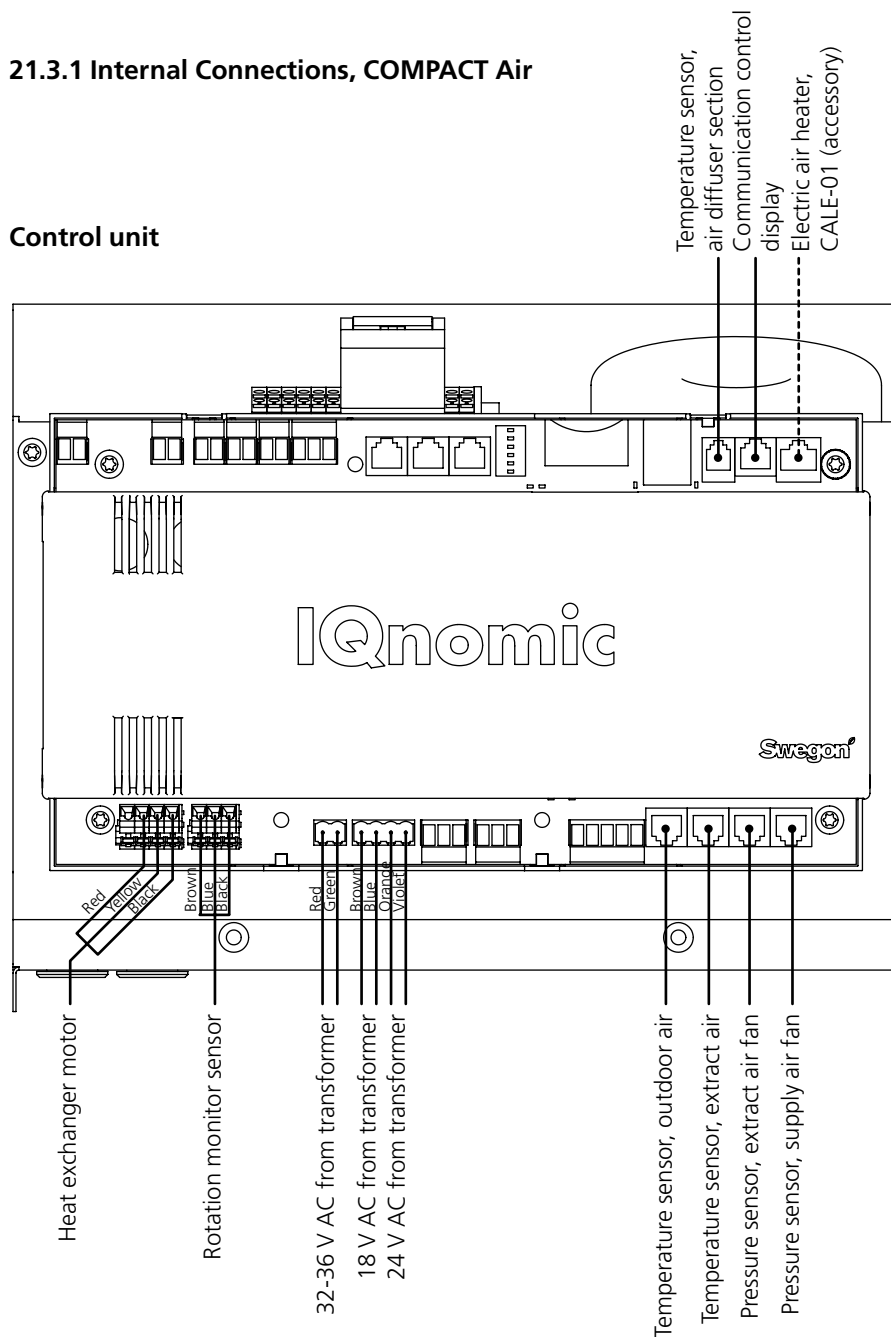 21.3.1 Internal Connections, COMPACT Air
Temperature sensor,
air diffuser section
Communication control
display
Electric air heater,
CALE-01 (accessory)
Control unit
IQnomic
Swegon
Red
Yellow
Black
Brown
Blue
Black
Red
Green
Brown
Blue
Orange
Violet
Heat exchanger motor
Rotation monitor sensor
32-36 V AC from transformer
18 V AC from transformer
24 V AC from transformer
Temperature sensor, outdoor air
Temperature sensor, extract air
Pressure sensor, extract air fan
Pressure sensor, supply air fan